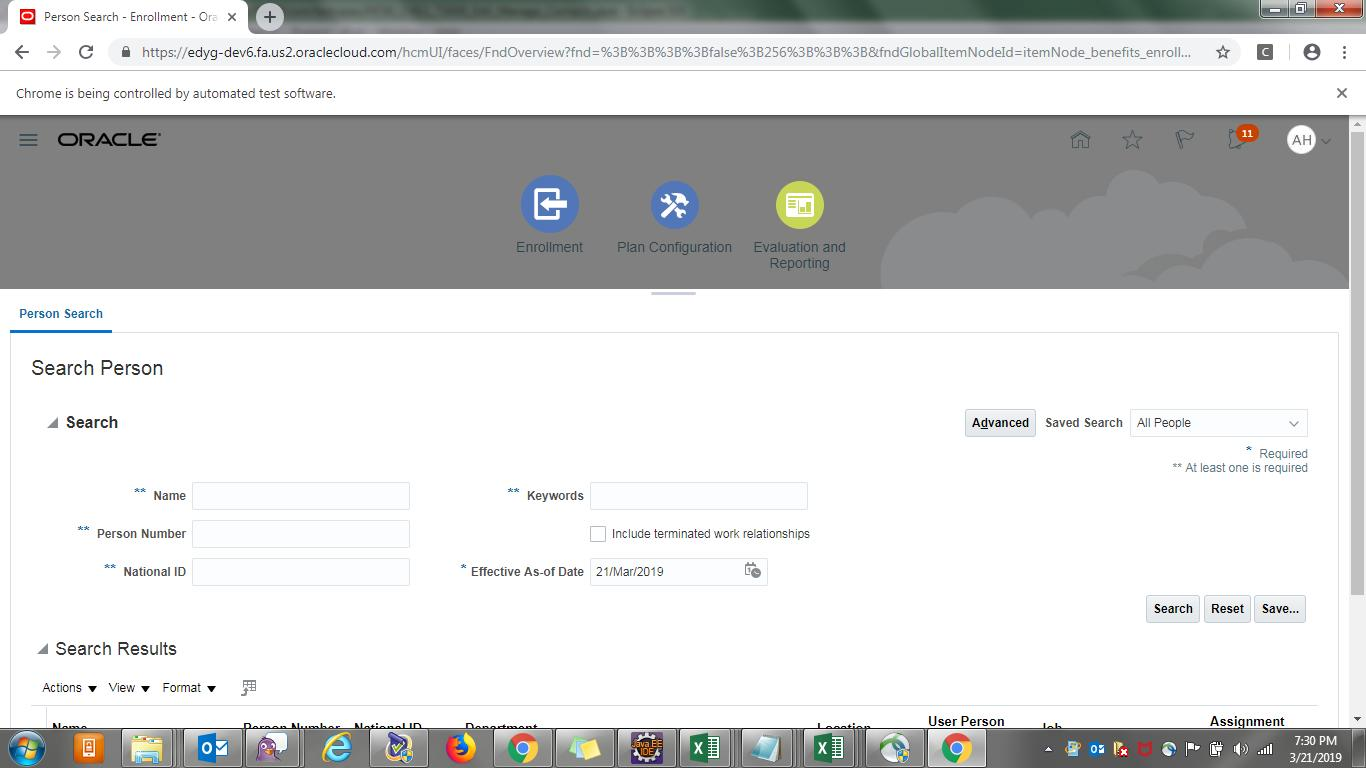 Person Search - Enrollment - Ora
https://edyg-dev6.fa.us2.oraclecloud.com/hcmUI/faces/FndOverview?fnd=%3B%3B%3B%3Bfalse%3B256%3B%3B%3B&fndGlobalItemNodeId=itemNode_benefits_enroll...
Chrome is being controlled by automated test software.
ORACLE
11
AH
Enrollment
Plan Configuration
Evaluation and
Reporting
Person Search
Search Person
Search
Advanced Saved Search All People
* Required
** At least one is required
** Name
** Keywords
** Person Number
Include terminated work relationships
** National ID
* Effective As-of Date 21/Mar/2019
Search Reset Save...
Search Results
Actions View Format
Name Person Number National ID Department Location User Person Job Assignment
Java EE
IDE
7:30 PM
3/21/2019